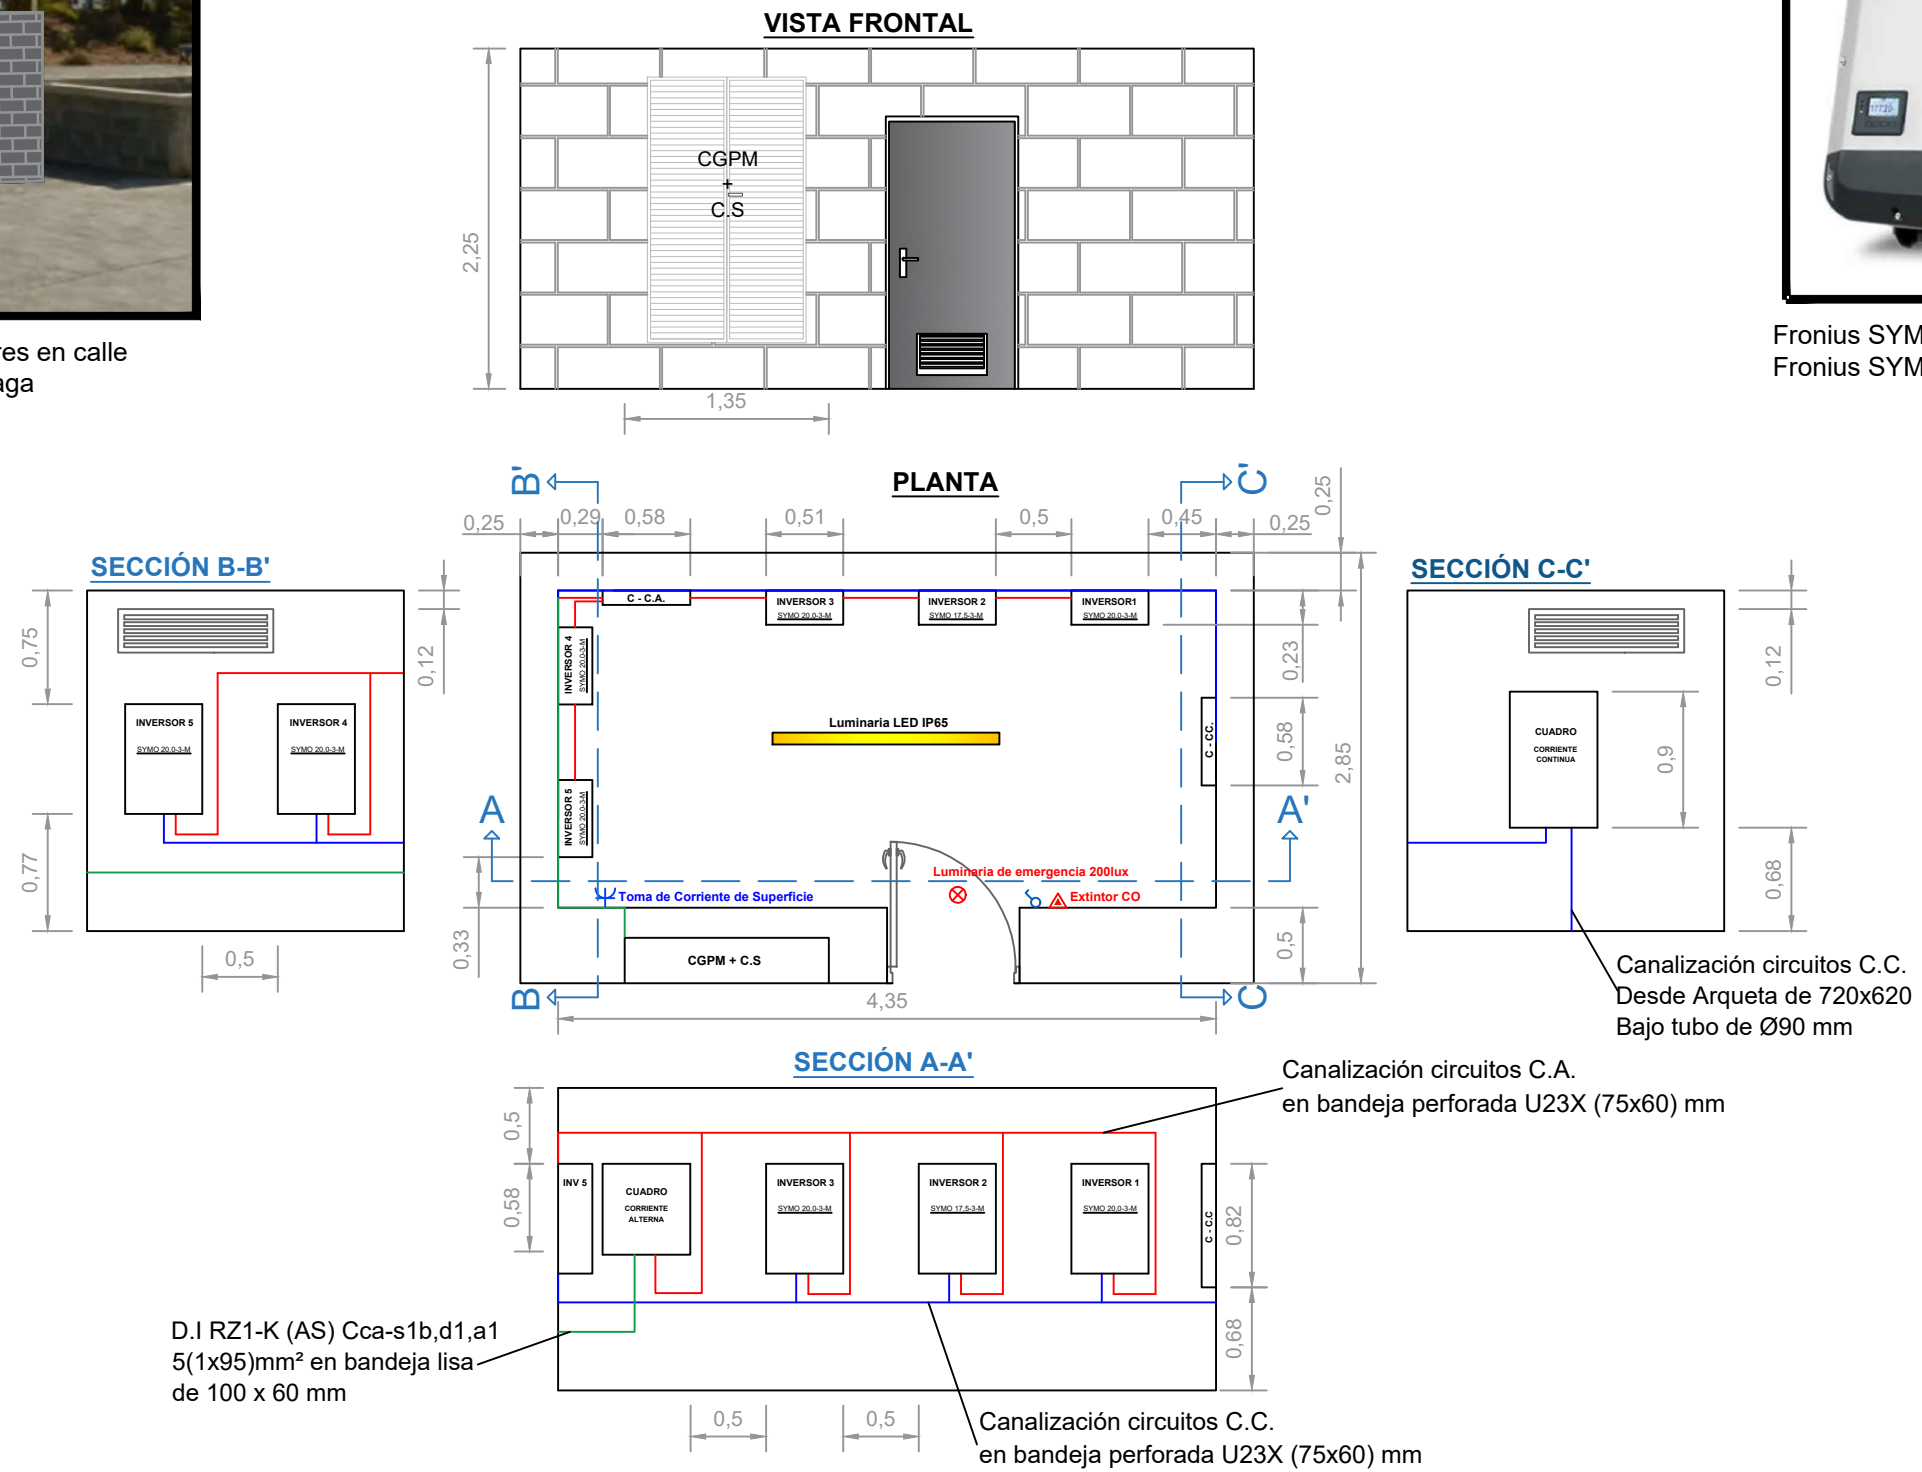 VISTA FRONTAL
2,25
CGPM
+
C.S
1,35
res en calle
aga
Fronius SYM
Fronius SYM
PLANTA
B'
C'
0,25
0,29
0,58
0,51
0,5
0,45
0,25
0,25
C - C.A.
INVERSOR 3
SYMO 20,0-3-M
INVERSOR 2
SYMO 17,5-3-M
INVERSOR1
SYMO 20,0-3-M
INVERSOR 4
SYMO 20,0-3-M
INVERSOR 5
SYMO 20,0-3-M
Luminaria LED IP65
C - CC.
0,23
0,58
2,85
0,5
A
A'
Luminaria de emergencia 200lux
Toma de Corriente de Superficie
Extintor CO
0,33
CGPM + C.S
B
C
4,35
SECCIÓN B-B'
0,75
0,12
INVERSOR 5
SYMO 20,0-3-M
INVERSOR 4
SYMO 20,0-3-M
0,77
0,5
SECCIÓN C-C'
0,12
CUADRO
CORRIENTE
CONTINUA
0,9
0,68
Canalización circuitos C.C.
Desde Arqueta de 720x620
Bajo tubo de Ø90 mm
SECCIÓN A-A'
Canalización circuitos C.A.
en bandeja perforada U23X (75x60) mm
0,5
0,58
INV 5
CUADRO
CORRIENTE
ALTERNA
INVERSOR 3
SYMO 20,0-3-M
INVERSOR 2
SYMO 17,5-3-M
INVERSOR 1
SYMO 20,0-3-M
C - C.C
0,82
0,68
D.I RZ1-K (AS) Cca-s1b,d1,a1
5(1x95)mm² en bandeja lisa
de 100 x 60 mm
0,5
0,5
Canalización circuitos C.C.
en bandeja perforada U23X (75x60) mm